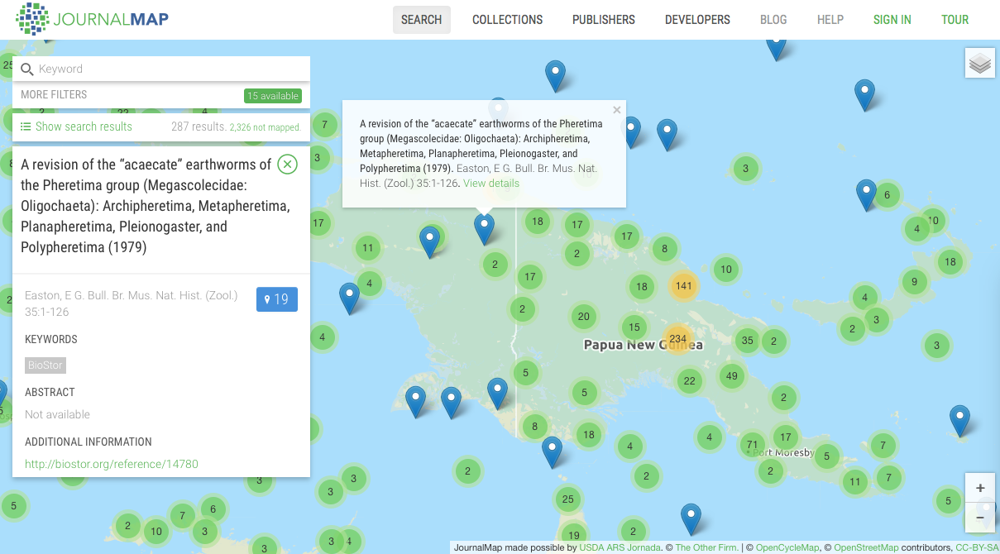 JOURNALMAP
SEARCH
COLLECTIONS
PUBLISHERS
DEVELOPERS
BLOG
HELP
SIGN IN
TOUR
Keyword
MORE FILTERS
15 available
Show search results
287 results. 2,326 not mapped.
A revision of the “acaecate” earthworms of
the Pheretima group (Megascolecidae:
Oligochaeta): Archipheretima, Metapheretima,
Planapheretima, Pleionogaster, and
Polypheretima (1979)
Easton, E G. Bull. Br. Mus. Nat. Hist. (Zool.)
35:1-126
19
KEYWORDS
BioStor
ABSTRACT
Not available
ADDITIONAL INFORMATION
http://biostor.org/reference/14780
×
A revision of the “acaecate” earthworms of the Pheretima
group (Megascolecidae: Oligochaeta): Archipheretima,
Metapheretima, Planapheretima, Pleionogaster, and
Polypheretima (1979). Easton, E G. Bull. Br. Mus. Nat.
Hist. (Zool.) 35:1-126. View details
25
2
22
4
7
3
3
6
17
18
17
17
10
4
11
2
8
18
2
17
10
4
18
141
9
2
20
15
4
3
2
4
Papua New Guinea
234
35
2
3
5
49
22
5
2
8
18
4
4
71
17
Port Moresby
5
7
2
2
2
11
7
3
3
3
25
5
5
6
7
2
10
3
3
3
4
19
2
+
−
JournalMap made possible by USDA ARS Jornada. © The Other Firm. | © OpenCycleMap, © OpenStreetMap contributors, CC-BY-SA